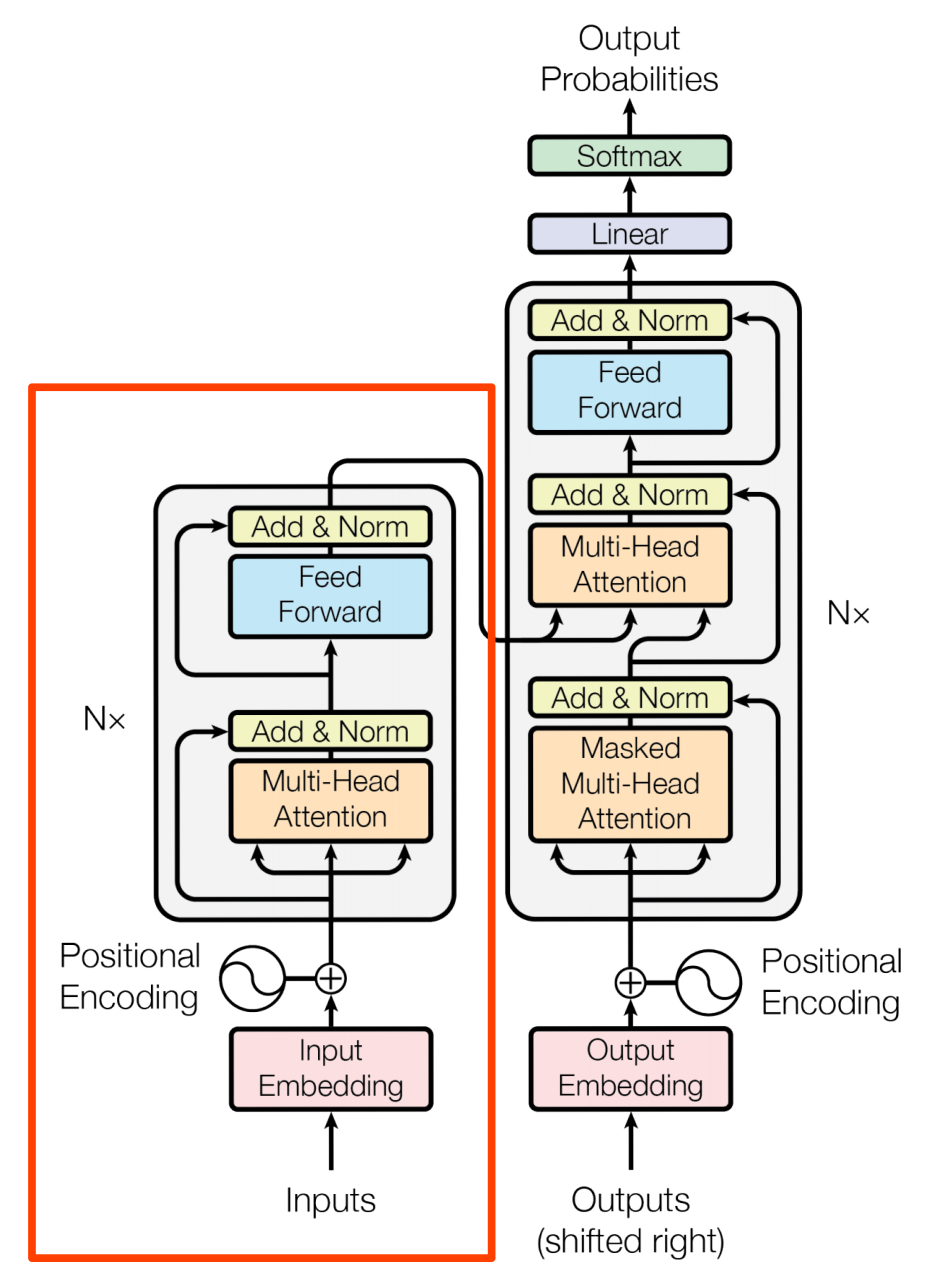 Output
Probabilities
Softmax
Linear
Add & Norm
Feed
Forward
Add & Norm
Multi-Head
Attention
N×
Add & Norm
Masked
Multi-Head
Attention
Positional
Encoding
Output
Embedding
Outputs
(shifted right)
Add & Norm
Feed
Forward
N×
Add & Norm
Multi-Head
Attention
Positional
Encoding
Input
Embedding
Inputs